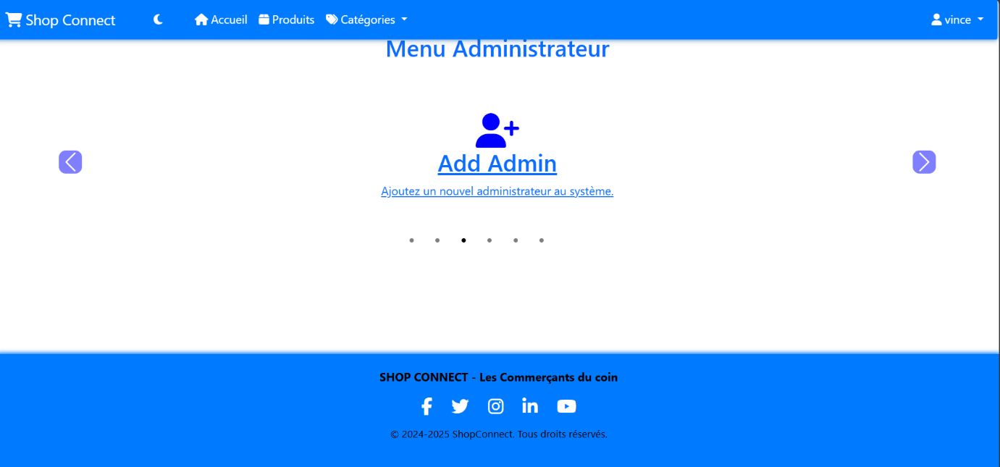 Shop Connect Accueil Produits Catégories vince
Menu Administrateur
Add Admin
Ajoutez un nouvel administrateur au système.
SHOP CONNECT - Les Commerçants du coin
© 2024-2025 ShopConnect. Tous droits réservés.